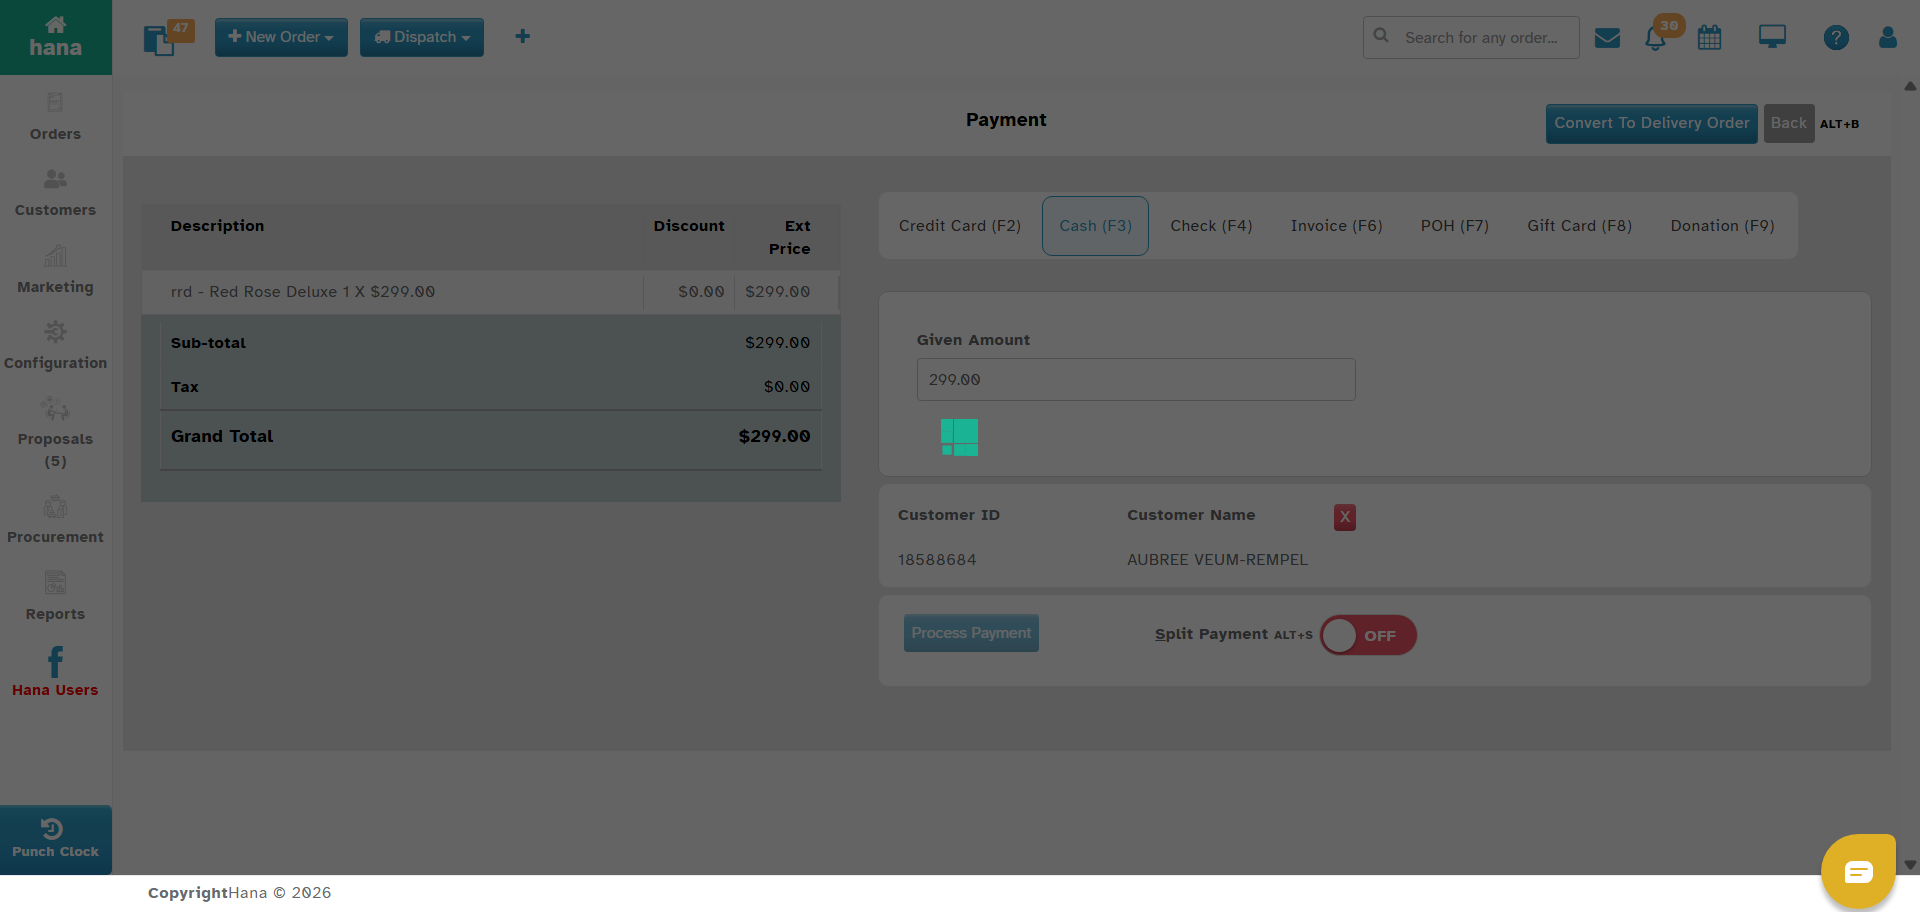 hana
47
New Order
Dispatch
Search for any order...
30
?
Orders
Customers
Marketing
Configuration
Proposals
(5)
Procurement
Reports
Hana Users
Punch Clock
Payment
Convert To Delivery Order
Back
ALT+B
Description
Discount
Ext
Price
rrd - Red Rose Deluxe 1 X $299.00
$0.00
$299.00
Sub-total
$299.00
Tax
$0.00
Grand Total
$299.00
Credit Card (F2)
Cash (F3)
Check (F4)
Invoice (F6)
POH (F7)
Gift Card (F8)
Donation (F9)
Given Amount
299.00
Customer ID
Customer Name
X
18588684
AUBREE VEUM-REMPEL
Process Payment
Split Payment ALT+S
OFF
CopyrightHana © 2026